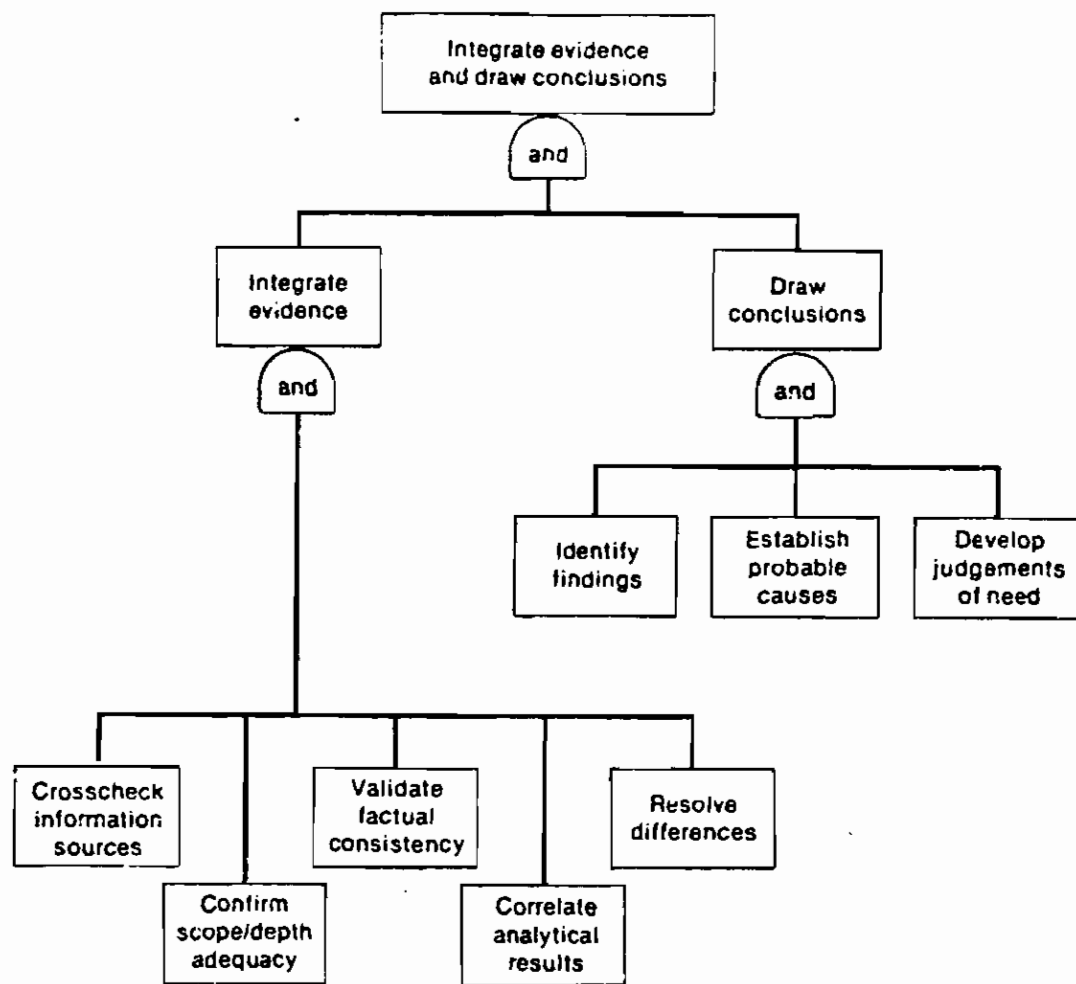 Integrate evidence
and draw conclusions
and
Integrate
evidence
Draw
conclusions
and
and
Identify
findings
Establish
probable
causes
Develop
judgements
of need
Crosscheck
information
sources
Validate
factual
consistency
Resolve
differences
Confirm
scope/depth
adequacy
Correlate
analytical
results